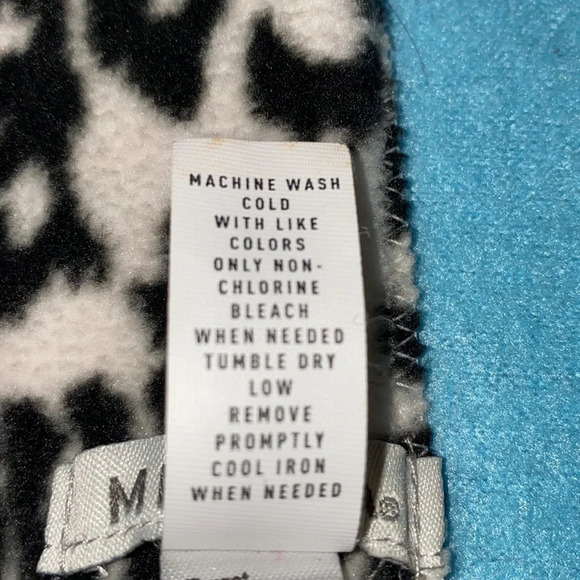 MACHINE WASH
COLD
WITH LIKE
COLORS
ONLY NON-
CHLORINE
BLEACH
WHEN NEEDED
TUMBLE DRY
LOW
REMOVE
PROMPTLY
COOL IRON
WHEN NEEDED